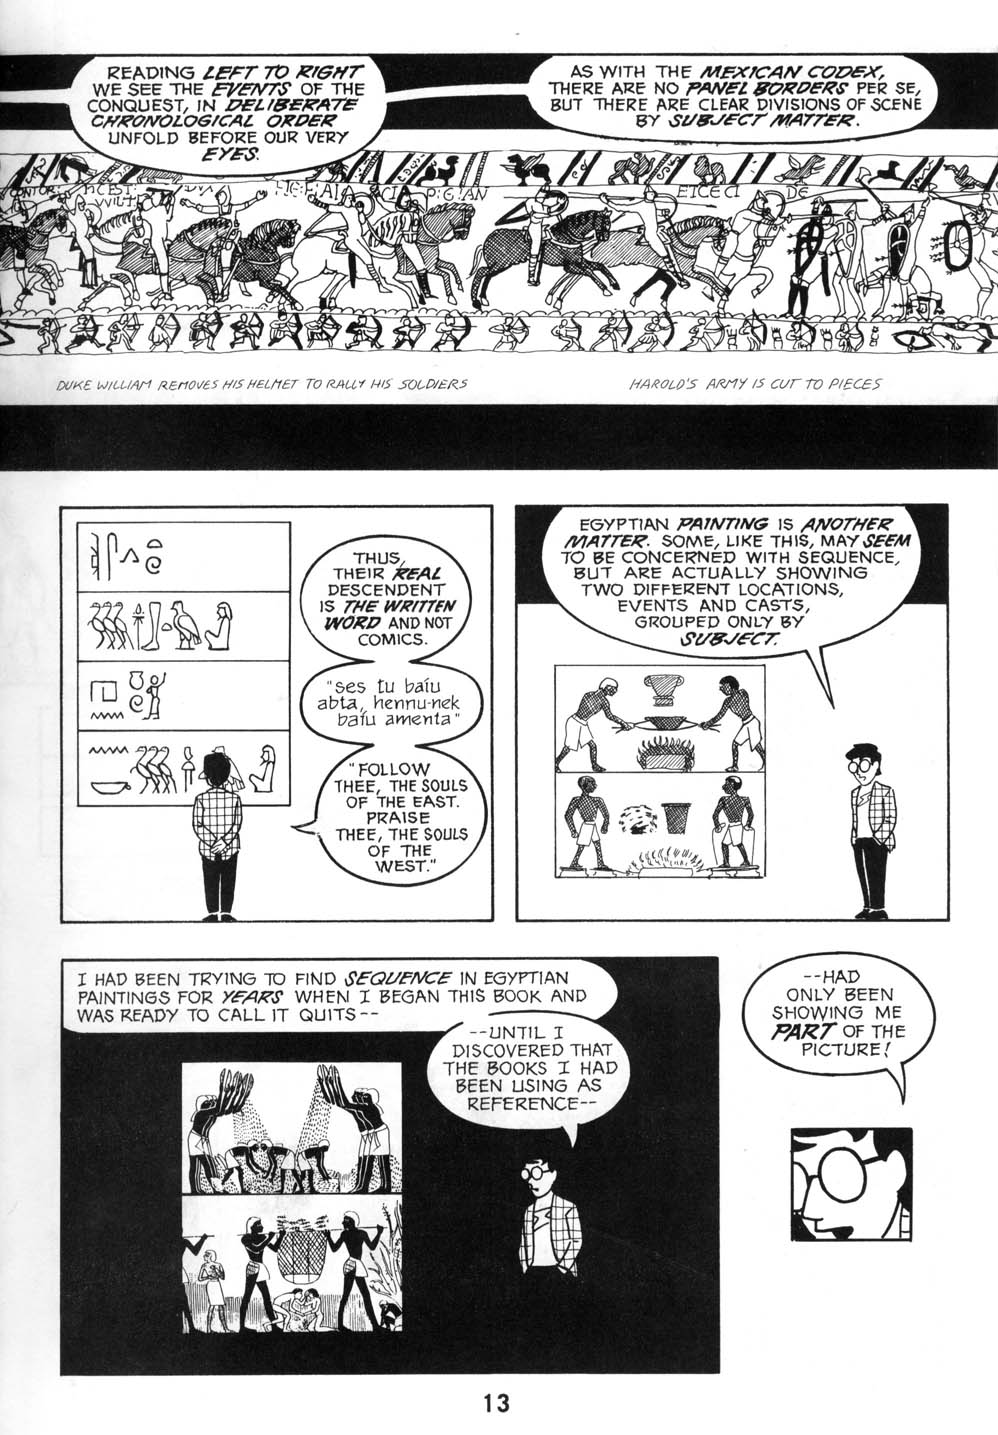 READING LEFT TO RIGHT
WE SEE THE EVENTS OF THE
CONQUEST, IN DELIBERATE
CHRONOLOGICAL ORDER
UNFOLD BEFORE OUR VERY
EYES.
AS WITH THE MEXICAN CODEX,
THERE ARE NO PANEL BORDERS PER SE,
BUT THERE ARE CLEAR DIVISIONS OF SCENE
BY SUBJECT MATTER.
DUKE WILLIAM REMOVES HIS HELMET TO RALLY HIS SOLDIERS
HAROLD'S ARMY IS CUT TO PIECES
THUS,
THEIR REAL
DESCENDENT
IS THE WRITTEN
WORD AND NOT
COMICS.
"ses tu baíu
abta, hennu-nek
baíu amenta"
"FOLLOW
THEE, THE SOULS
OF THE EAST.
PRAISE
THEE, THE SOULS
OF THE
WEST."
EGYPTIAN PAINTING IS ANOTHER
MATTER. SOME, LIKE THIS, MAY SEEM
TO BE CONCERNED WITH SEQUENCE,
BUT ARE ACTUALLY SHOWING
TWO DIFFERENT LOCATIONS,
EVENTS AND CASTS,
GROUPED ONLY BY
SUBJECT.
I HAD BEEN TRYING TO FIND SEQUENCE IN EGYPTIAN
PAINTINGS FOR YEARS WHEN I BEGAN THIS BOOK AND
WAS READY TO CALL IT QUITS--
--UNTIL I
DISCOVERED THAT
THE BOOKS I HAD
BEEN USING AS
REFERENCE--
--HAD
ONLY BEEN
SHOWING ME
PART OF THE
PICTURE!
13